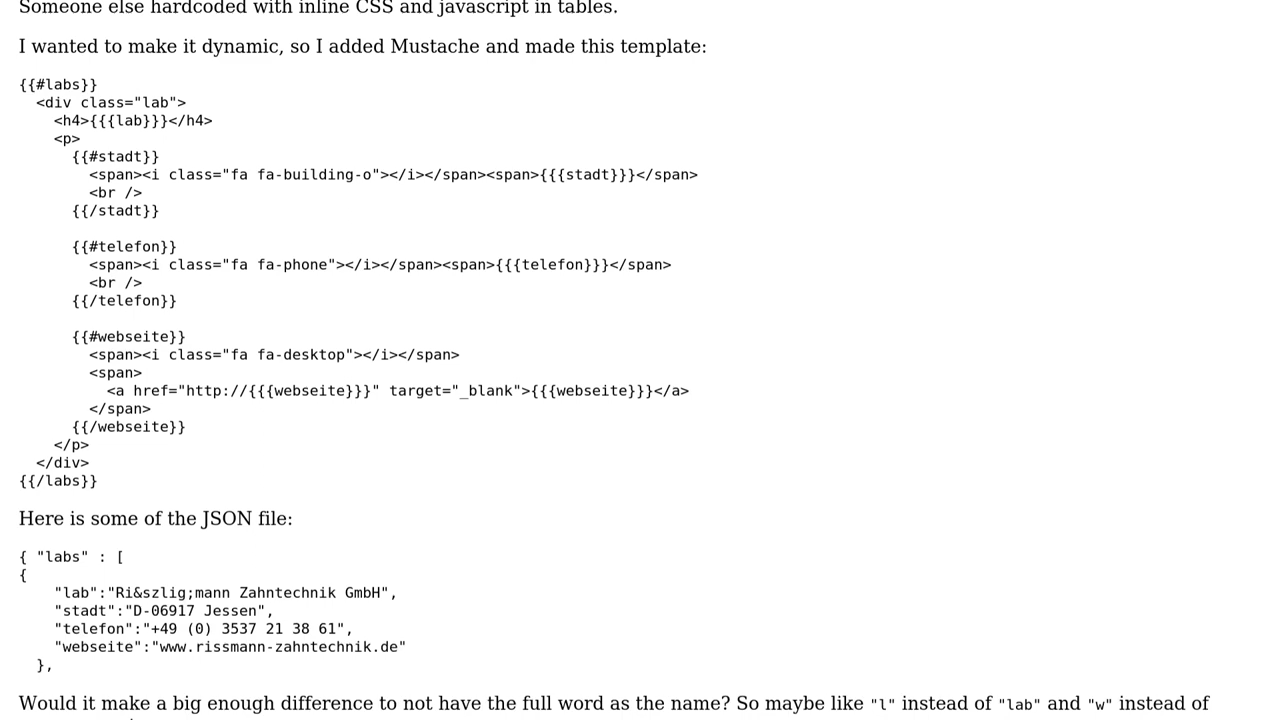 Someone else hardcoded with inline CSS and javascript in tables.
I wanted to make it dynamic, so I added Mustache and made this template:
{{#labs}}
  <div class="lab">
    <h4>{{{lab}}}</h4>
    <p>
      {{#stadt}}
        <span><i class="fa fa-building-o"></i></span><span>{{{stadt}}}</span>
        <br />
      {{/stadt}}

      {{#telefon}}
        <span><i class="fa fa-phone"></i></span><span>{{{telefon}}}</span>
        <br />
      {{/telefon}}

      {{#webseite}}
        <span><i class="fa fa-desktop"></i></span>
        <span>
          <a href="http://{{{webseite}}}" target="_blank">{{{webseite}}}</a>
        </span>
      {{/webseite}}
    </p>
  </div>
{{/labs}}
Here is some of the JSON file:
{ "labs" : [
{
    "lab":"Ri&szlig;mann Zahntechnik GmbH",
    "stadt":"D-06917 Jessen",
    "telefon":"+49 (0) 3537 21 38 61",
    "webseite":"www.rissmann-zahntechnik.de"
  },
Would it make a big enough difference to not have the full word as the name? So maybe like "l" instead of "lab" and "w" instead of